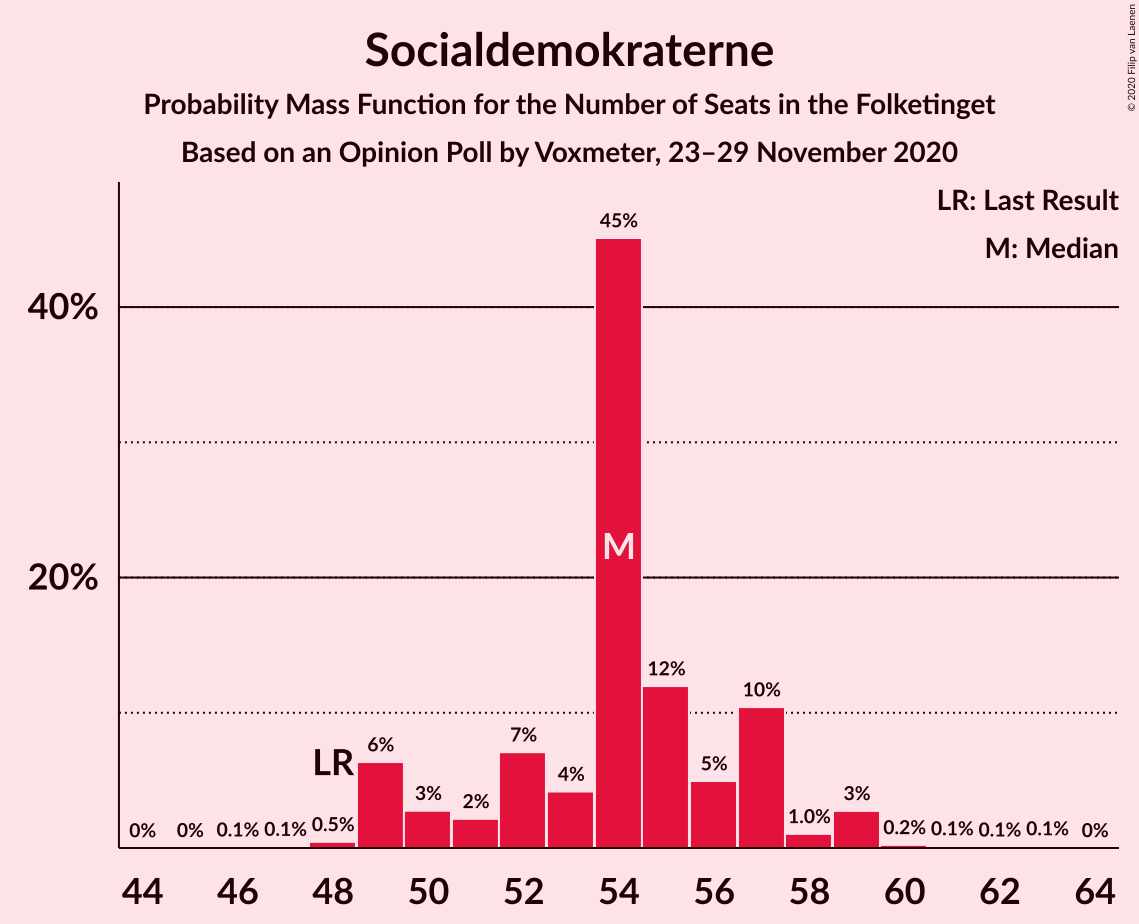 Socialdemokraterne
Probability Mass Function for the Number of Seats in the Folketinget
Based on an Opinion Poll by Voxmeter, 23–29 November 2020
© 2020 Filip van Laenen
LR: Last Result
M: Median
40%
20%
0%
0%
0.1%
0.1%
0.5%
LR
6%
3%
2%
7%
4%
45%
M
12%
5%
10%
1.0%
3%
0.2%
0.1%
0.1%
0.1%
0%
44 46 48 50 52 54 56 58 60 62 64